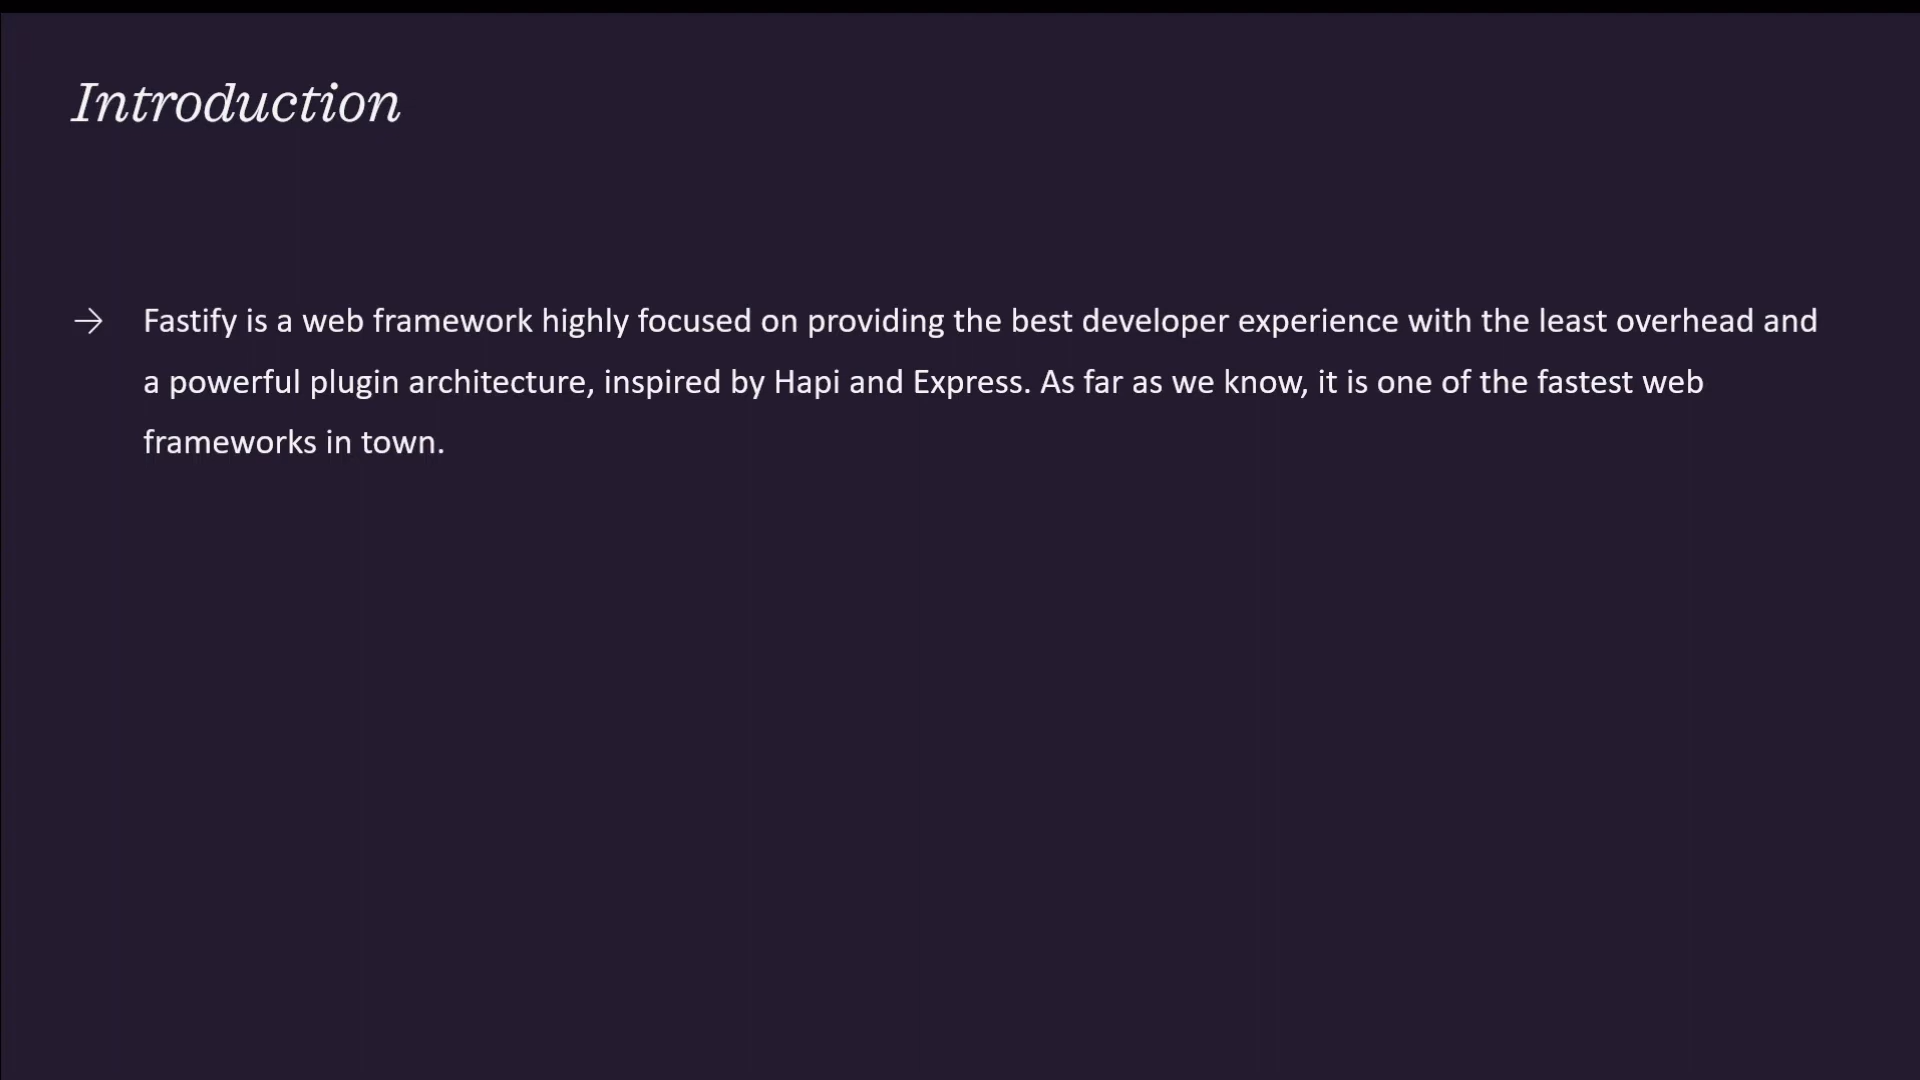 Introduction
→ Fastify is a web framework highly focused on providing the best developer experience with the least overhead and
a powerful plugin architecture, inspired by Hapi and Express. As far as we know, it is one of the fastest web
frameworks in town.